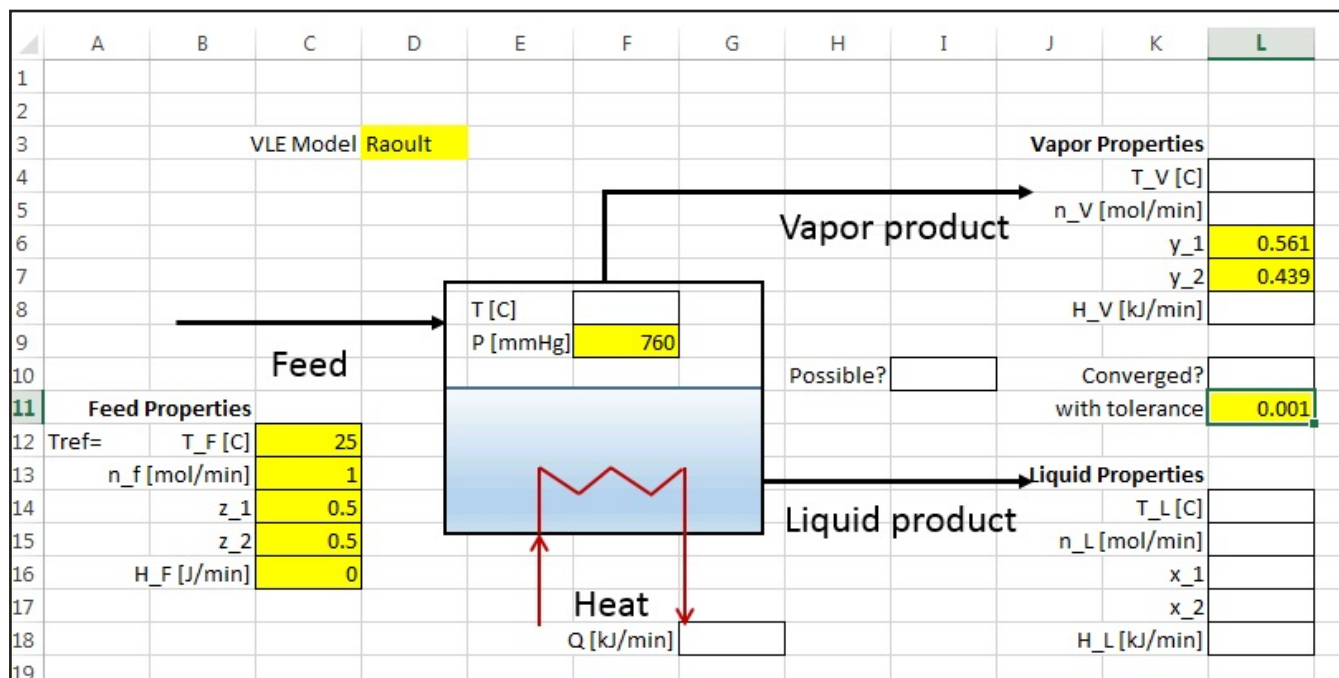 A B C D E F G H I J K L
1
2
3 VLE Model Raoult Vapor Properties
4 T_V [C]
5 n_V [mol/min]
Vapor product
6 y_1 0.561
7 y_2 0.439
8 T [C] H_V [kJ/min]
9 P [mmHg] 760
Feed
10 Possible? Converged?
11 Feed Properties with tolerance 0.001
12 Tref= T_F [C] 25
13 n_f [mol/min] 1 Liquid Properties
14 z_1 0.5 T_L [C]
Liquid product
15 z_2 0.5 n_L [mol/min]
16 H_F [J/min] 0 x_1
17 Heat x_2
18 Q [kJ/min] H_L [kJ/min]
19